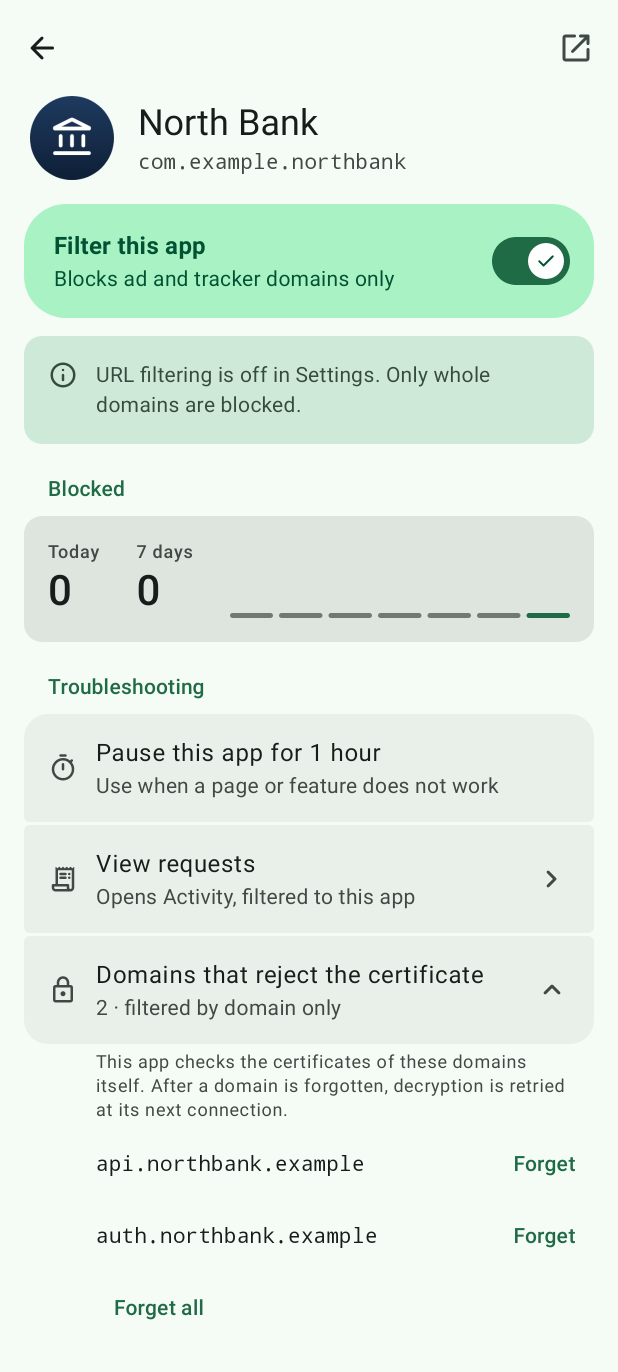 North Bank
com.example.northbank
Filter this app
Blocks ad and tracker domains only
URL filtering is off in Settings. Only whole
domains are blocked.
Blocked
Today
7 days
0
0
Troubleshooting
Pause this app for 1 hour
Use when a page or feature does not work
View requests
Opens Activity, filtered to this app
Domains that reject the certificate
2 · filtered by domain only
This app checks the certificates of these domains
itself. After a domain is forgotten, decryption is retried
at its next connection.
api.northbank.example
Forget
auth.northbank.example
Forget
Forget all